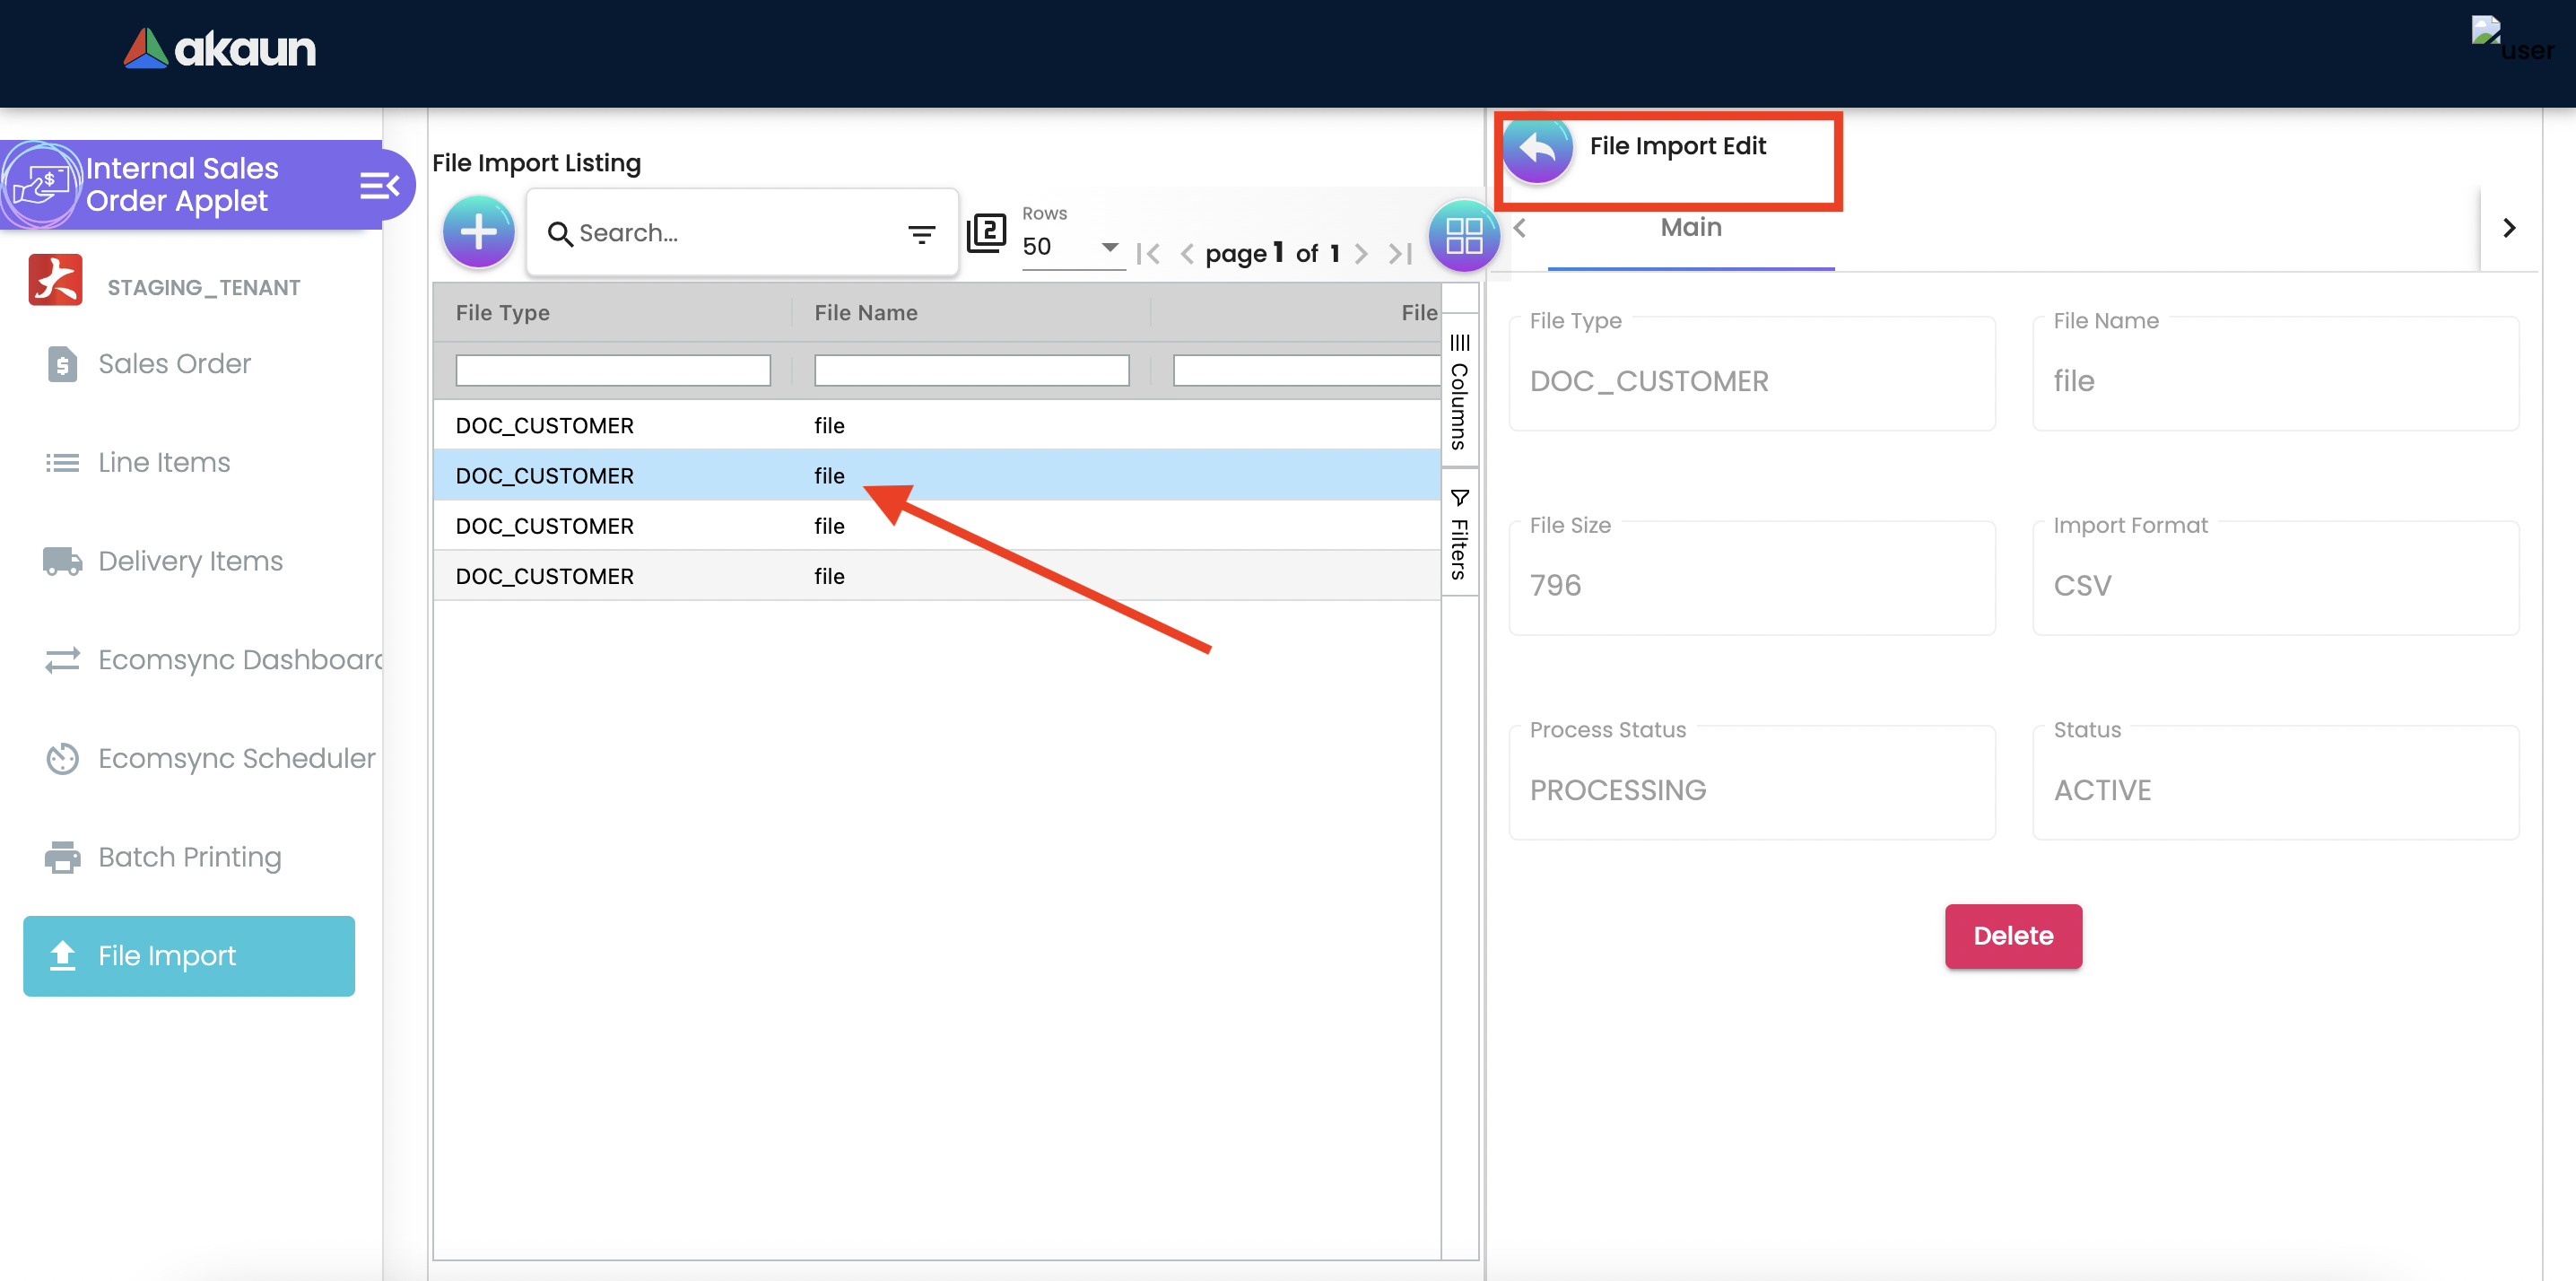 akaun
user
Internal Sales
Order Applet
STAGING_TENANT
Sales Order
Line Items
Delivery Items
Ecomsync Dashboard
Ecomsync Scheduler
Batch Printing
File Import
File Import Listing
Search...
2
Rows
50
page 1 of 1
File Type File Name File
DOC_CUSTOMER file
DOC_CUSTOMER file
DOC_CUSTOMER file
DOC_CUSTOMER file
Columns
Filters
File Import Edit
Main
File Type
DOC_CUSTOMER
File Name
file
File Size
796
Import Format
CSV
Process Status
PROCESSING
Status
ACTIVE
Delete